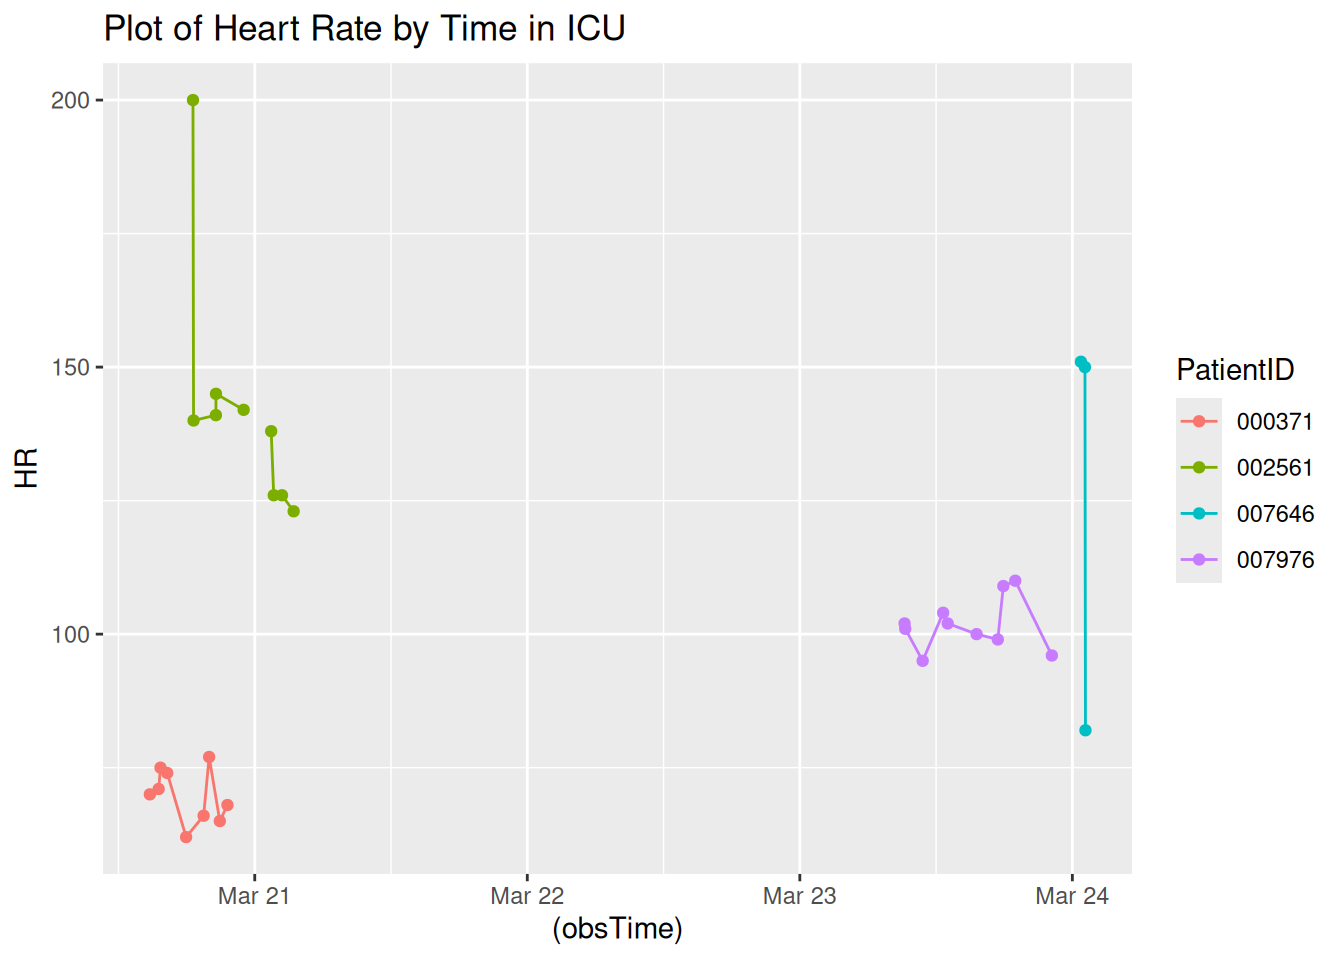 Plot of Heart Rate by Time in ICU
200
150
100
HR
Mar 21
Mar 22
Mar 23
Mar 24
(obsTime)
PatientID
000371
002561
007646
007976